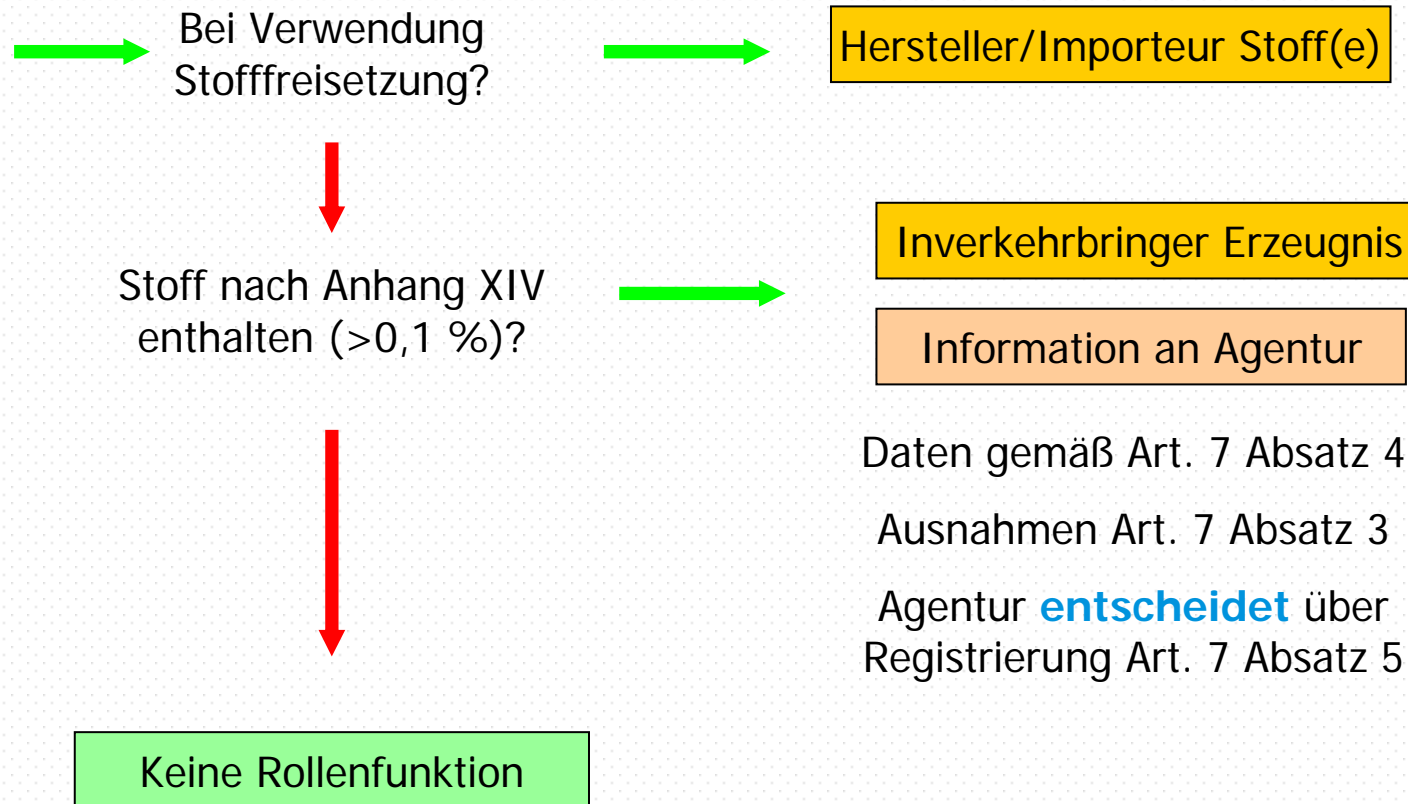 Bei Verwendung
Stofffreisetzung?
Hersteller/Importeur Stoff(e)
Stoff nach Anhang XIV
enthalten (>0,1 %)?
Inverkehrbringer Erzeugnis
Information an Agentur
Daten gemäß Art. 7 Absatz 4
Ausnahmen Art. 7 Absatz 3
Agentur entscheidet über
Registrierung Art. 7 Absatz 5
Keine Rollenfunktion